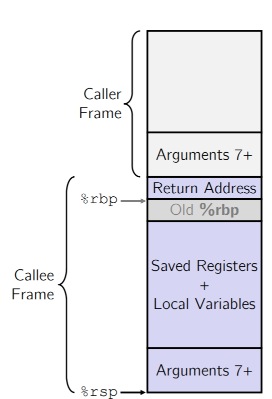 Caller
Frame
Arguments 7+
Return Address
%rbp
Old %rbp
Callee
Frame
Saved Registers
+
Local Variables
Arguments 7+
%rsp